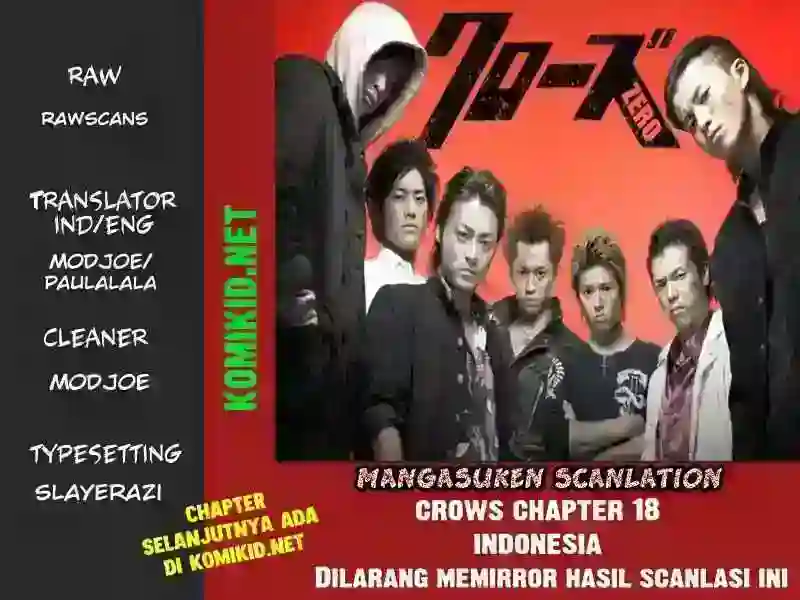 RAW
RAWSCANS
TRANSLATOR
IND/ENG
MODJOE/
PAULALALA
CLEANER
MODJOE
TYPESETTING
SLAYERAZI
KOMIKID.NET
クローズ
ZERO
CHAPTER
SELANJUTNYA ADA
DI KOMIKID.NET
MANGASUKEN SCANLATION
CROWS CHAPTER 18
INDONESIA
DILARANG MEMIRROR HASIL SCANLASI INI